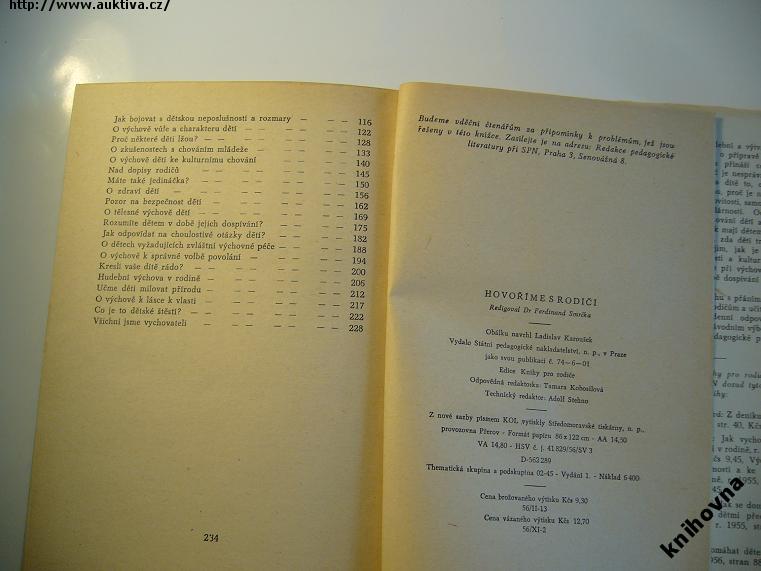 http://www.auktiva.cz/
Jak bojovat s dětskou neposlušností a rozmary — — — 116
O výchově vůle a charakteru dětí — — — — 122
Proč některé děti lžou? — — — — — 128
O zkušenostech s chováním mládeže — — — — 133
O výchově dětí ke kulturnímu chování — — — 140
Nad dopisy rodičů — — — — — 145
Máte také jedináčka? — — — — — 150
O zdraví dětí — — — — — — 156
Pozor na bezpečnost dětí — — — — — 162
O tělesné výchově dětí — — — — — 169
Rozumíte dětem v době jejich dospívání? — — — 175
Jak odpovídat na choulostivé otázky dětí? — — — 182
O dětech vyžadujících zvláštní výchovné péče — — — 188
O výchově k správné volbě povolání — — — — 194
Kreslí vaše dítě rádo? — — — — — 200
Hudební výchova v rodině — — — — — 206
Učme děti milovat přírodu — — — — — 212
O výchově k lásce k vlasti — — — — — 217
Co je to dětské štěstí? — — — — — 222
Všichni jsme vychovateli — — — — — 228
234
Budeme vděčni čtenářům za připomínky k problémům, jež jsou
řešeny v této knížce. Zasílejte je na adresu: Redakce pedagogické
literatury při SPN, Praha 3, Senovážná 8.
HOVOŘÍME S RODIČI
Redigoval Dr Ferdinand Smrčka
Obálku navrhl Ladislav Karoušek
Vydalo Státní pedagogické nakladatelství, n. p., v Praze
jako svou publikaci č. 74—6—01
Edice Knihy pro rodiče
Odpovědná redaktorka: Tamara KohoSilová
Technický redaktor: Adolf Stehno
Z nové sazby písmem KOL vytiskly Středomoravské tiskárny, n. p.,
provozovna Přerov - Formát papíru 86 x 122 cm - AA 14,50
VA 14,80 - HSV č. j. 41 829/56/SV 3
D-562289
Thematická skupina a podskupina 02-45 - Vydání 1. - Náklad 6400
Cena brožovaného výtisku Kčs 9,30
56/II-13
Cena vázaného výtisku Kčs 12,70
56/XI-2
knihovna